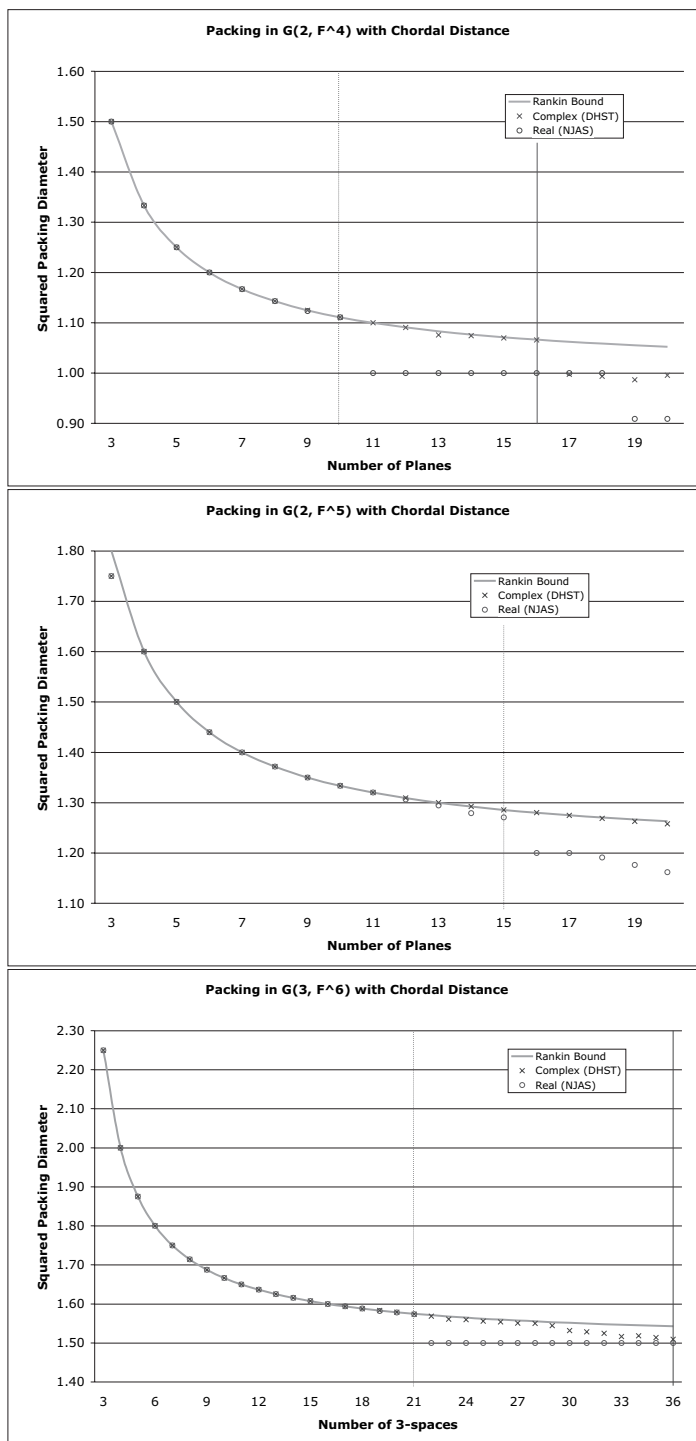 Packing in G(2, F^4) with Chordal Distance
1.60
1.50
1.40
1.30
1.20
1.10
1.00
0.90
Squared Packing Diameter
Rankin Bound
Complex (DHST)
Real (NJAS)
3 5 7 9 11 13 15 17 19
Number of Planes
Packing in G(2, F^5) with Chordal Distance
1.80
1.70
1.60
1.50
1.40
1.30
1.20
1.10
Squared Packing Diameter
Rankin Bound
Complex (DHST)
Real (NJAS)
3 5 7 9 11 13 15 17 19
Number of Planes
Packing in G(3, F^6) with Chordal Distance
2.30
2.20
2.10
2.00
1.90
1.80
1.70
1.60
1.50
1.40
Squared Packing Diameter
Rankin Bound
Complex (DHST)
Real (NJAS)
3 6 9 12 15 18 21 24 27 30 33 36
Number of 3-spaces